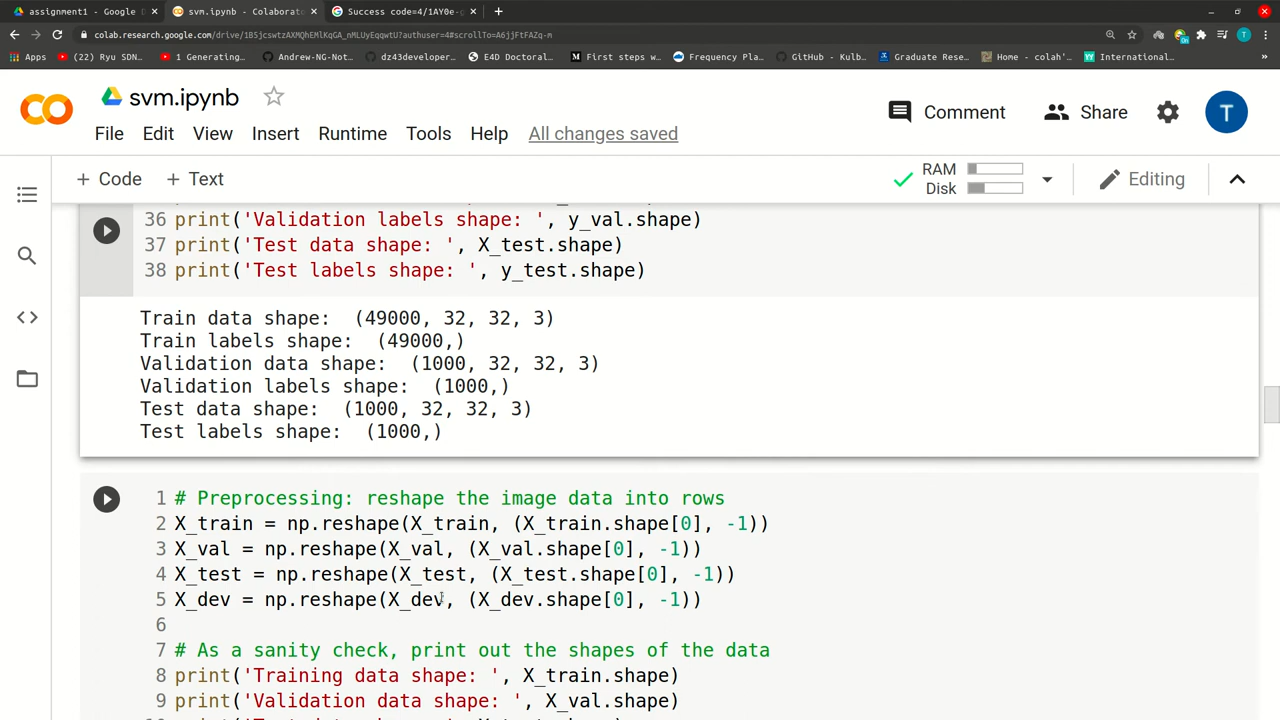 assignment1 - Google D
svm.ipynb - Colaborato
Success code=4/1AY0e-g
colab.research.google.com/drive/1BSjcswtzAXMQhEMlKqGA_nMLUyEqqwtU?authuser=4#scrollTo=A6jjFtFAZq-m
Apps
(22) Ryu SDN..
1 Generating..
Andrew-NG-Not..
dz43developer..
E4D Doctoral..
First steps w..
Frequency Pla..
GitHub - Kulb..
Graduate Rese..
Home - colah'..
International..
svm.ipynb
File Edit View Insert Runtime Tools Help All changes saved
Comment
Share
T
+ Code + Text
RAM
Disk
Editing
36 print('Validation labels shape: ', y_val.shape)
37 print('Test data shape: ', X_test.shape)
38 print('Test labels shape: ', y_test.shape)
Train data shape:  (49000, 32, 32, 3)
Train labels shape:  (49000,)
Validation data shape:  (1000, 32, 32, 3)
Validation labels shape:  (1000,)
Test data shape:  (1000, 32, 32, 3)
Test labels shape:  (1000,)
1 # Preprocessing: reshape the image data into rows
2 X_train = np.reshape(X_train, (X_train.shape[0], -1))
3 X_val = np.reshape(X_val, (X_val.shape[0], -1))
4 X_test = np.reshape(X_test, (X_test.shape[0], -1))
5 X_dev = np.reshape(X_dev, (X_dev.shape[0], -1))
6
7 # As a sanity check, print out the shapes of the data
8 print('Training data shape: ', X_train.shape)
9 print('Validation data shape: ', X_val.shape)